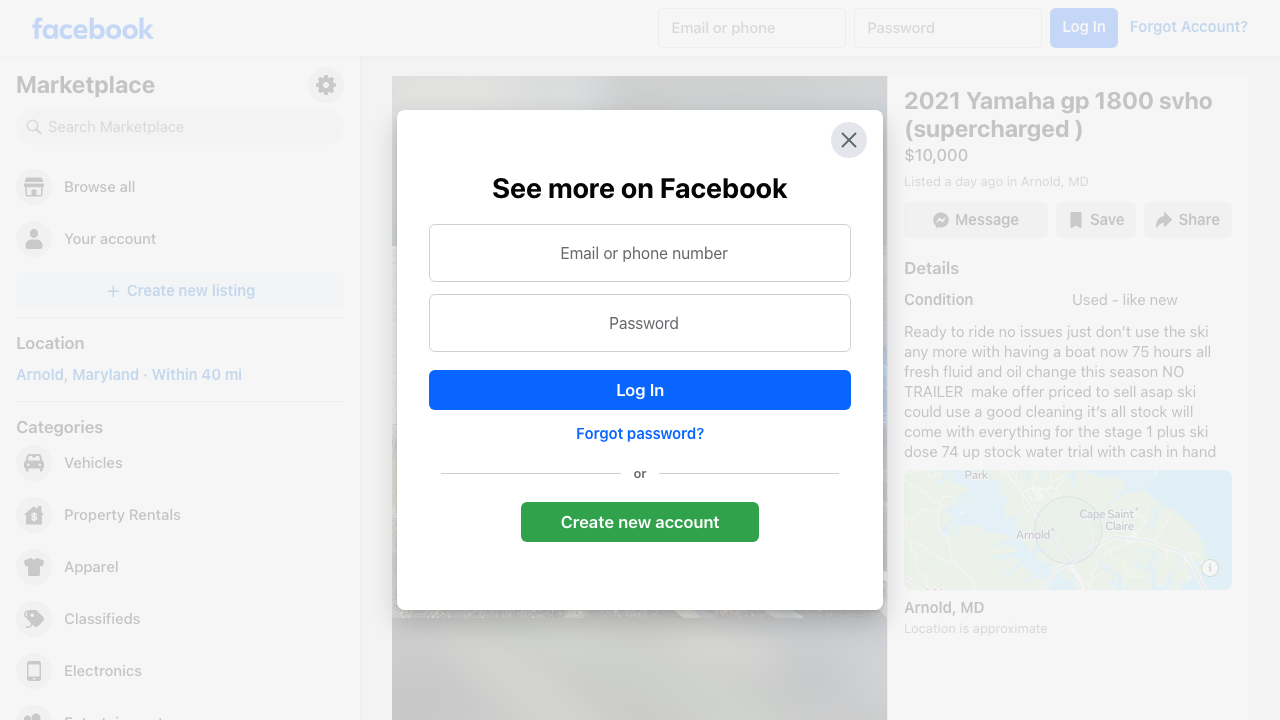 facebook
Email or phone
Password
Log In
Forgot Account?
Marketplace
Search Marketplace
Browse all
Your account
Create new listing
Location
Arnold, Maryland · Within 40 mi
Categories
Vehicles
Property Rentals
Apparel
Classifieds
Electronics
See more on Facebook
Email or phone number
Password
Log In
Forgot password?
or
Create new account
2021 Yamaha gp 1800 svho
(supercharged )
$10,000
Listed a day ago in Arnold, MD
Message
Save
Share
Details
Condition
Used - like new
Ready to ride no issues just don’t use the ski
any more with having a boat now 75 hours all
fresh fluid and oil change this season NO
TRAILER  make offer priced to sell asap ski
could use a good cleaning it’s all stock will
come with everything for the stage 1 plus ski
dose 74 up stock water trial with cash in hand
Park
Cape Saint
Claire
Arnold
Arnold, MD
Location is approximate